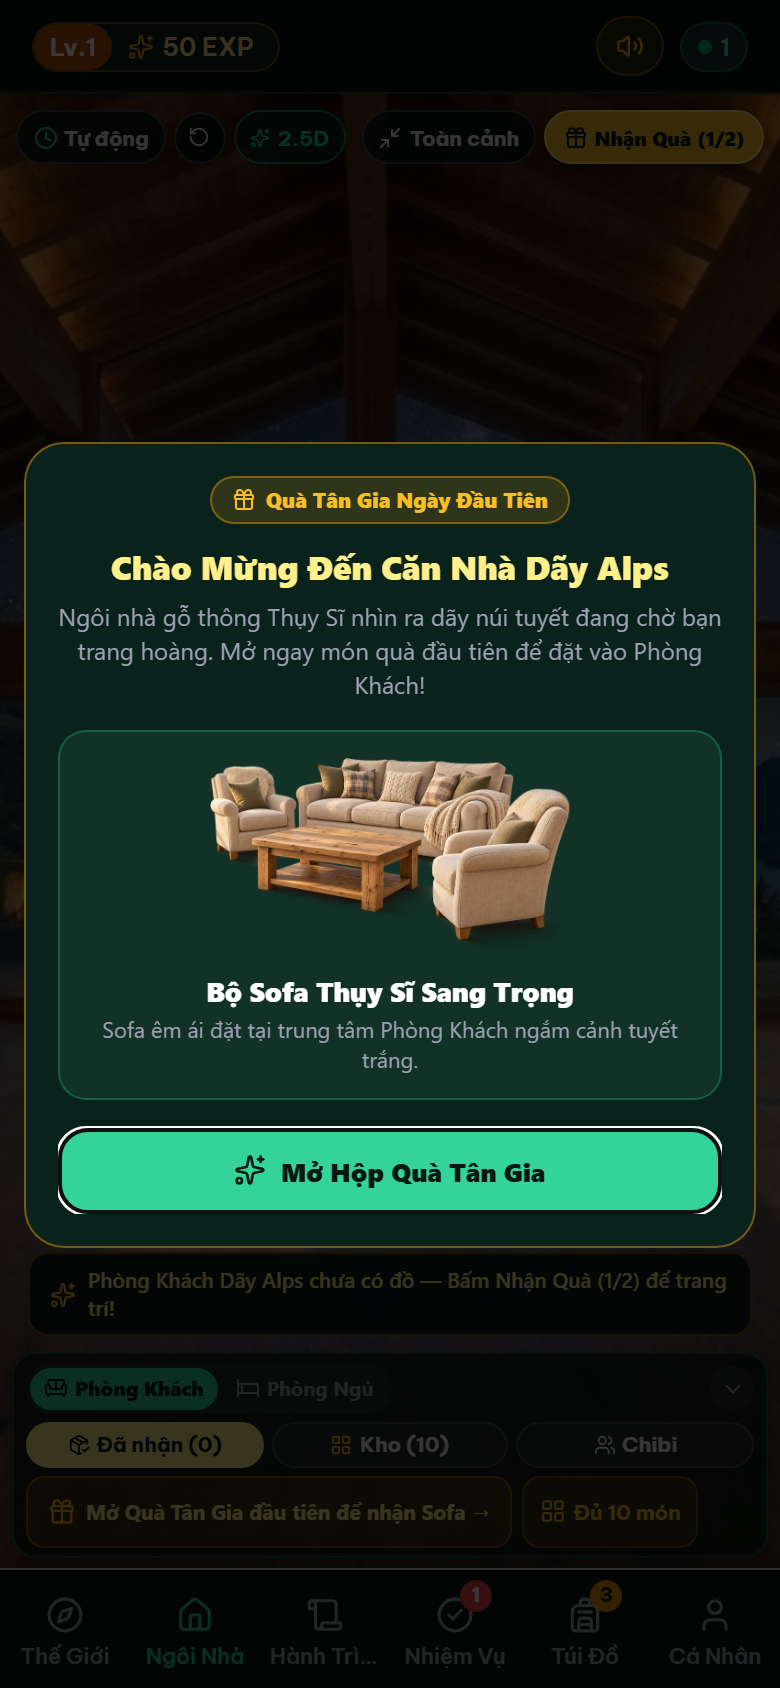 Lv.1 50 EXP 1
Tự động 2.5D Toàn cảnh Nhận Quà (1/2)
Quà Tân Gia Ngày Đầu Tiên
Chào Mừng Đến Căn Nhà Dãy Alps
Ngôi nhà gỗ thông Thụy Sĩ nhìn ra dãy núi tuyết đang chờ bạn
trang hoàng. Mở ngay món quà đầu tiên để đặt vào Phòng
Khách!
Bộ Sofa Thụy Sĩ Sang Trọng
Sofa êm ái đặt tại trung tâm Phòng Khách ngắm cảnh tuyết
trắng.
Mở Hộp Quà Tân Gia
Phòng Khách Dãy Alps chưa có đồ — Bấm Nhận Quà (1/2) để trang
trí!
Phòng Khách Phòng Ngủ
Đã nhận (0) Kho (10) Chibi
Mở Quà Tân Gia đầu tiên để nhận Sofa → Đủ 10 món
1 3
Thế Giới Ngôi Nhà Hành Trì... Nhiệm Vụ Túi Đồ Cá Nhân